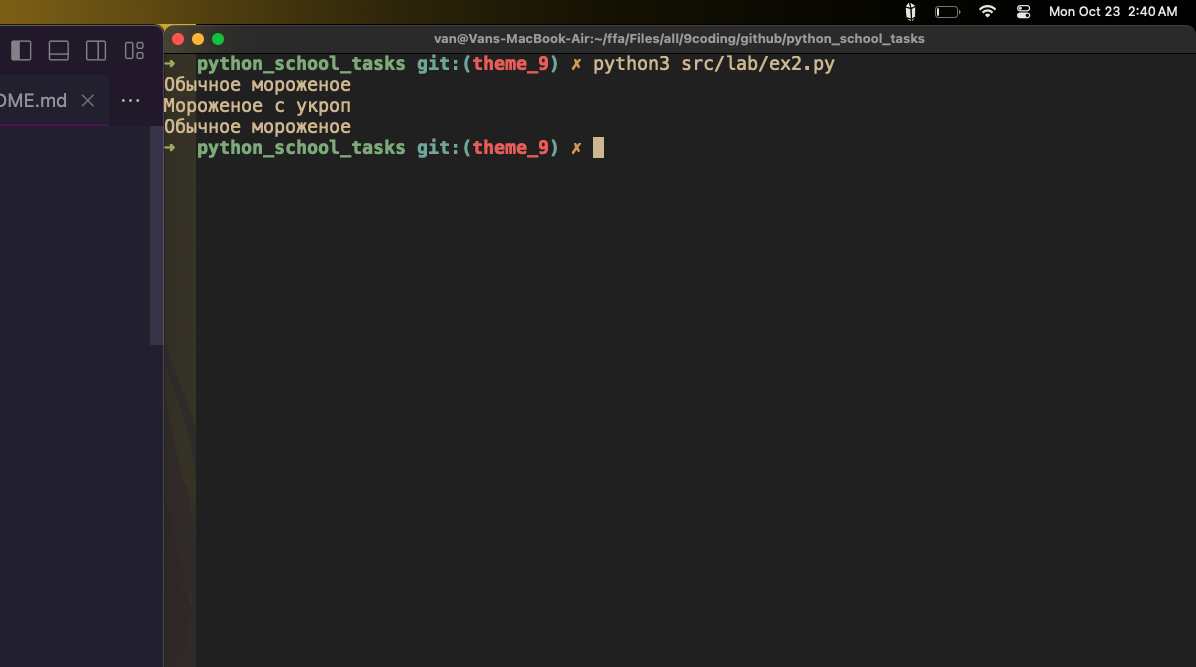 Mon Oct 23 2:40 AM
van@Vans-MacBook-Air:~/ffa/Files/all/9coding/github/python_school_tasks
OME.md
➜ python_school_tasks git:(theme_9) ✗ python3 src/lab/ex2.py
Обычное мороженое
Мороженое с укроп
Обычное мороженое
➜ python_school_tasks git:(theme_9) ✗